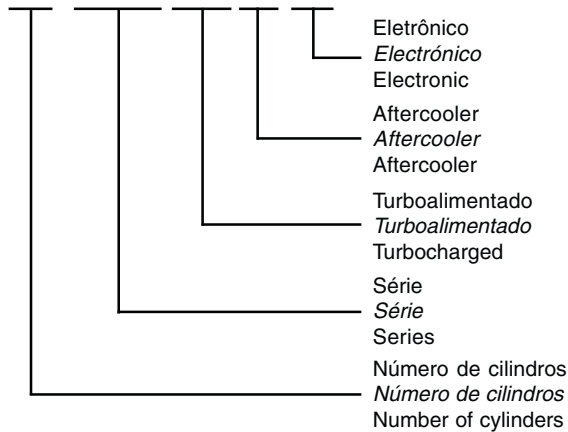 Eletrônico
Electrónico
Electronic
Aftercooler
Aftercooler
Aftercooler
Turboalimentado
Turboalimentado
Turbocharged
Série
Série
Series
Número de cilindros
Número de cilindros
Number of cylinders